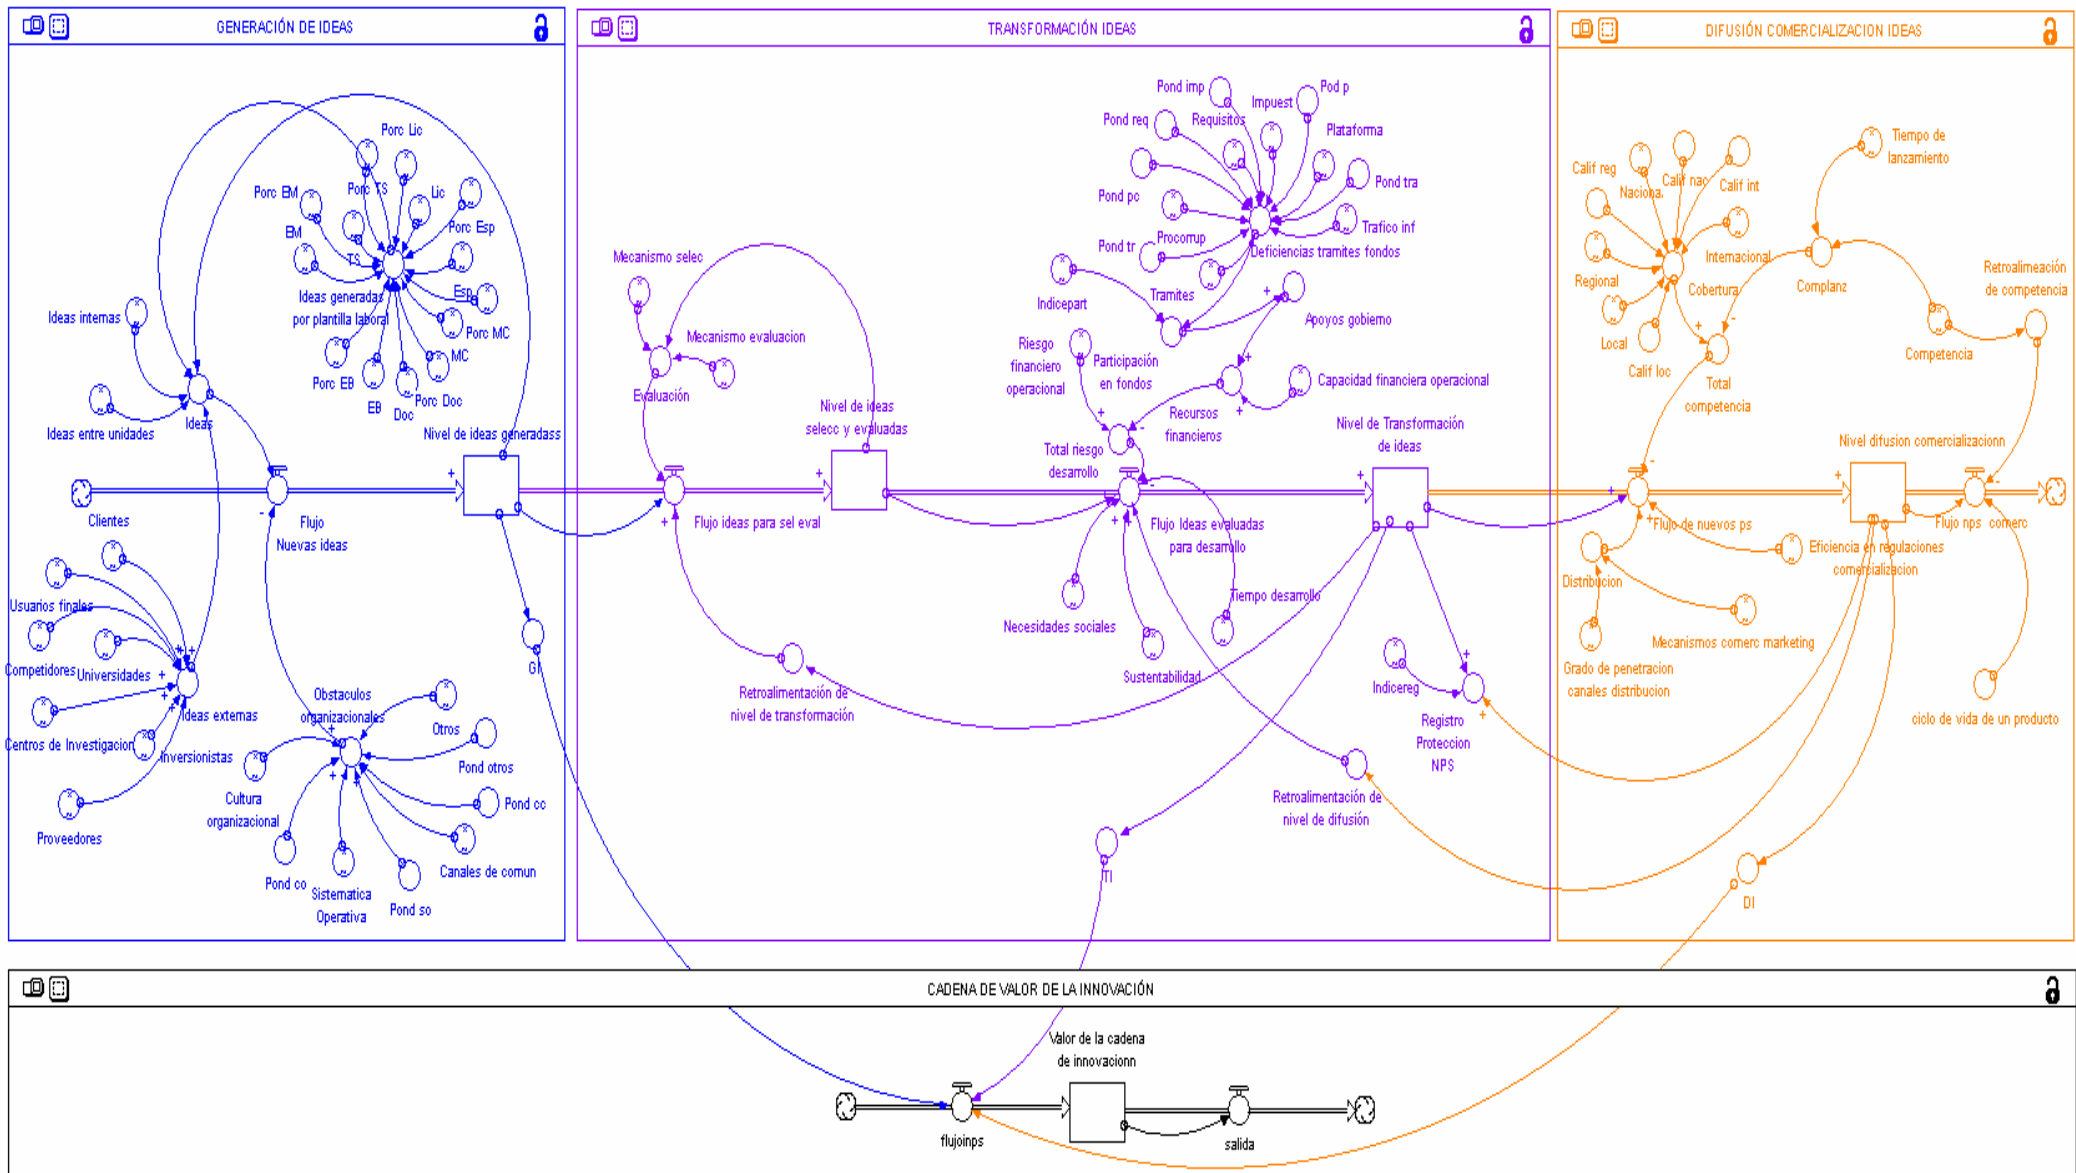 GENERACIÓN DE IDEAS
Porc Lic
Porc EM
Porc TS
Lic
Porc Esp
EM
TS
Esp
Ideas generadas
por plantilla laboral
Porc MC
MC
Porc EB
EB
Doc
Porc Doc
Ideas internas
Ideas
Ideas entre unidades
Nivel de ideas generadass
Clientes
Flujo
Nuevas ideas
Usuarios finales
Competidores
Universidades
Ideas externas
Centros de Investigacion
Inversionistas
Proveedores
GI
Obstaculos
organizacionales
Otros
Pond otros
Cultura
organizacional
Pond cc
Canales de comun
Pond co
Sistematica
Operativa
Pond so
TRANSFORMACIÓN IDEAS
Pond imp
Pod p
Impuest
Pond req
Requisitos
Plataforma
Pond pc
Pond tra
Trafico inf
Pond tr
Procorrup
Deficiencias tramites fondos
Mecanismo selec
Indicepart
Tramites
Apoyos gobierno
Mecanismo evaluacion
Evaluación
Riesgo
financiero
operacional
Participación
en fondos
Capacidad financiera operacional
Nivel de ideas
selecc y evaluadas
Recursos
financieros
Nivel de Transformación
de ideas
Total riesgo
desarrollo
Flujo ideas para sel eval
Flujo Ideas evaluadas
para desarrollo
Tiempo desarrollo
Necesidades sociales
Sustentabilidad
Retroalimentación de
nivel de transformación
Indicereg
Registro
Proteccion
NPS
Retroalimentación de
nivel de difusión
TI
DIFUSIÓN COMERCIALIZACION IDEAS
Tiempo de
lanzamiento
Calif reg
Naciona.
Calif nac
Calif int
Internacional
Regional
Cobertura
Complanz
Retroalimeación
de competencia
Local
Calif loc
Total
competencia
Competencia
Nivel difusion comercializacionn
Flujo de nuevos ps
Flujo nps comerc
Eficiencia en regulaciones
comercializacion
Distribucion
Mecanismos comerc marketing
Grado de penetracion
canales distribucion
ciclo de vida de un producto
DI
CADENA DE VALOR DE LA INNOVACIÓN
Valor de la cadena
de innovacionn
flujoinps
salida